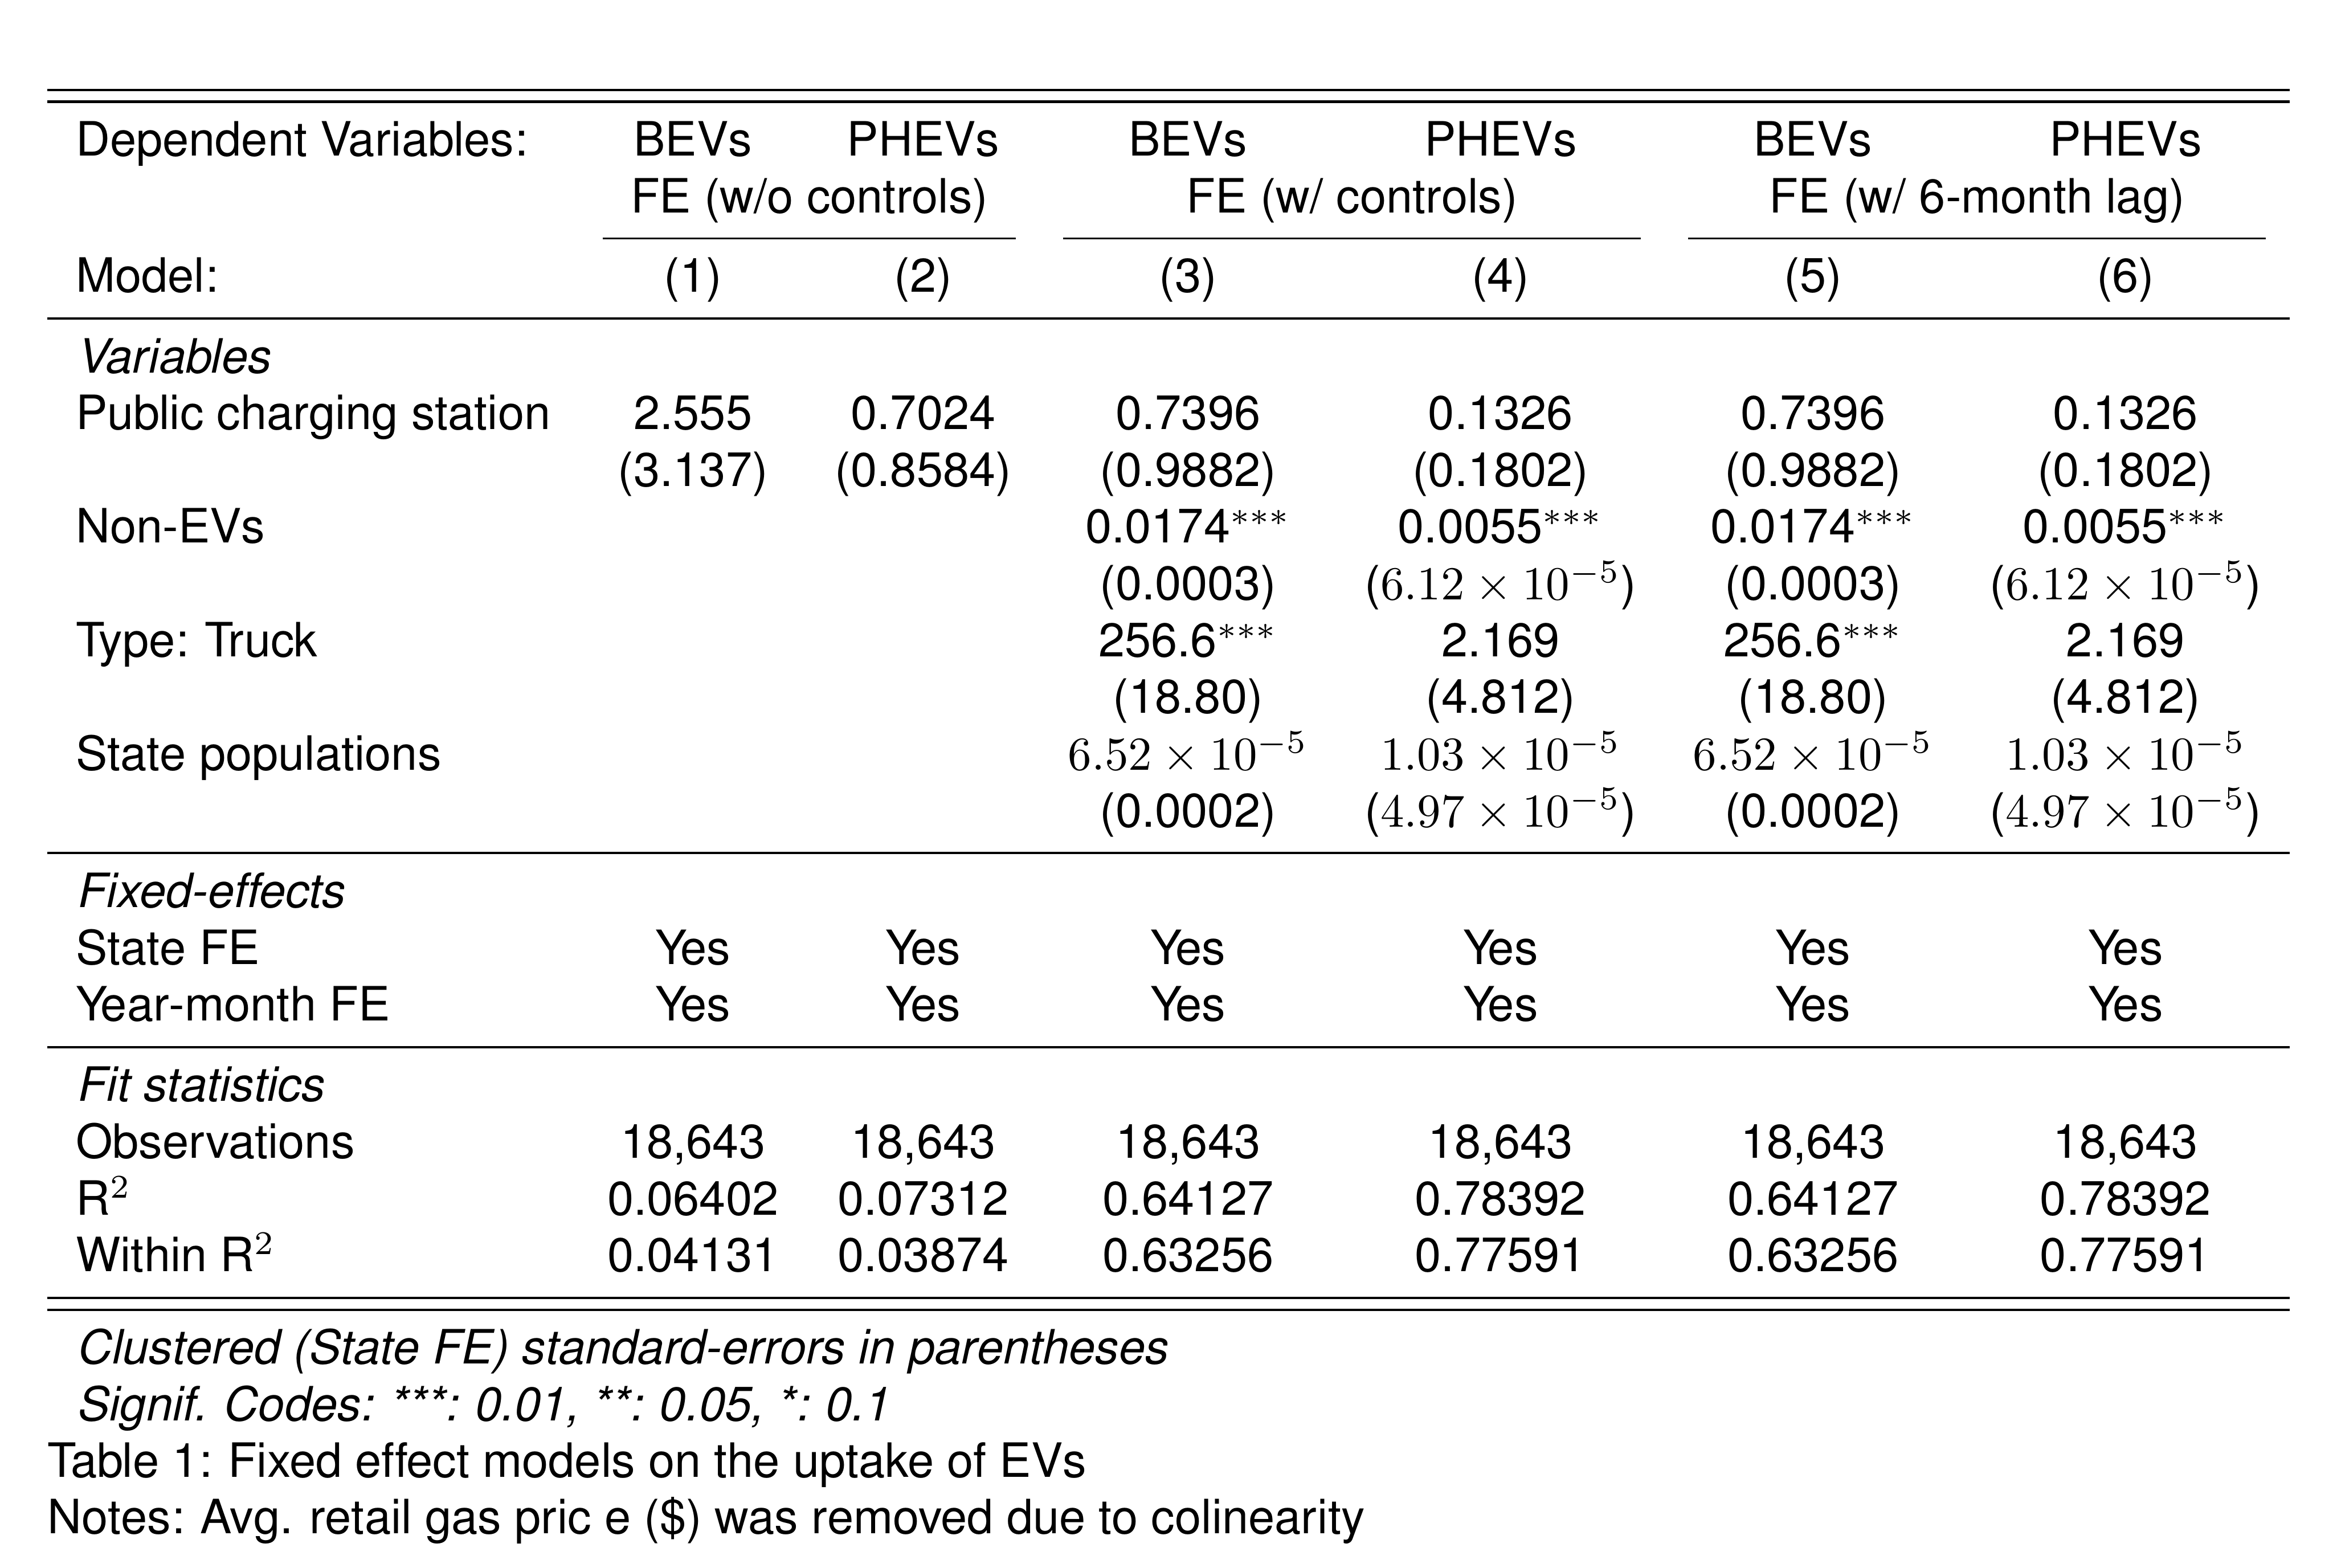 Dependent Variables: BEVs PHEVs BEVs PHEVs BEVs PHEVs
FE (w/o controls) FE (w/ controls) FE (w/ 6-month lag)
Model: (1) (2) (3) (4) (5) (6)
Variables
Public charging station 2.555 0.7024 0.7396 0.1326 0.7396 0.1326
(3.137) (0.8584) (0.9882) (0.1802) (0.9882) (0.1802)
Non-EVs 0.0174*** 0.0055*** 0.0174*** 0.0055***
(0.0003) (6.12 × 10⁻⁵) (0.0003) (6.12 × 10⁻⁵)
Type: Truck 256.6*** 2.169 256.6*** 2.169
(18.80) (4.812) (18.80) (4.812)
State populations 6.52 × 10⁻⁵ 1.03 × 10⁻⁵ 6.52 × 10⁻⁵ 1.03 × 10⁻⁵
(0.0002) (4.97 × 10⁻⁵) (0.0002) (4.97 × 10⁻⁵)
Fixed-effects
State FE Yes Yes Yes Yes Yes Yes
Year-month FE Yes Yes Yes Yes Yes Yes
Fit statistics
Observations 18,643 18,643 18,643 18,643 18,643 18,643
R² 0.06402 0.07312 0.64127 0.78392 0.64127 0.78392
Within R² 0.04131 0.03874 0.63256 0.77591 0.63256 0.77591
Clustered (State FE) standard-errors in parentheses
Signif. Codes: ***: 0.01, **: 0.05, *: 0.1
Table 1: Fixed effect models on the uptake of EVs
Notes: Avg. retail gas pric e ($) was removed due to colinearity